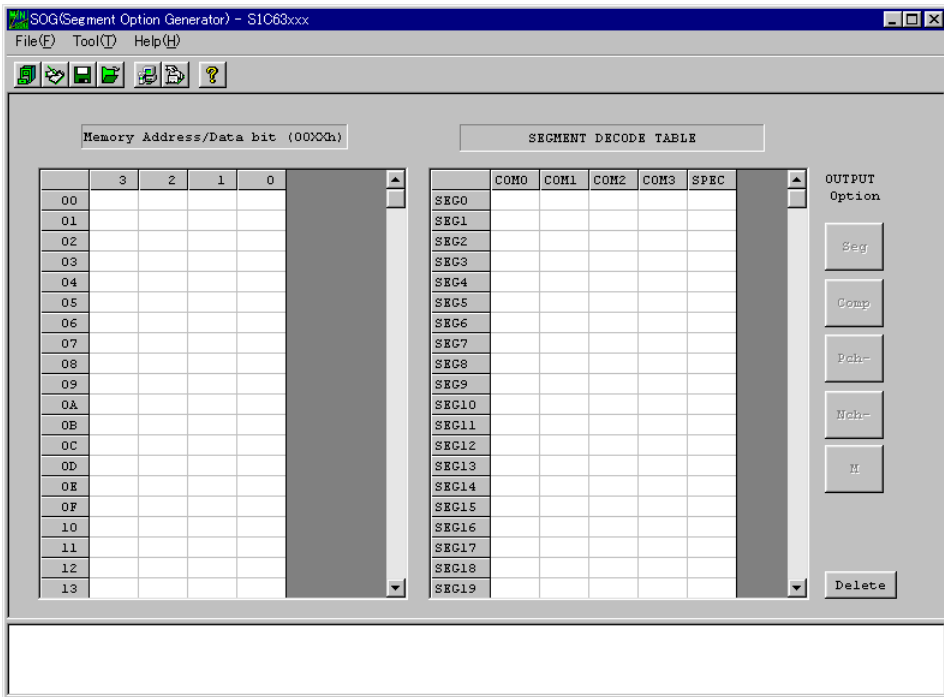 SOG(Segment Option Generator) - S1C63xxx
File(F) Tool(T) Help(H)
Memory Address/Data bit (00XXh)
3 2 1 0
00
01
02
03
04
05
06
07
08
09
0A
0B
0C
0D
0E
0F
10
11
12
13
SEGMENT DECODE TABLE
COM0 COM1 COM2 COM3 SPEC
SEG0
SEG1
SEG2
SEG3
SEG4
SEG5
SEG6
SEG7
SEG8
SEG9
SEG10
SEG11
SEG12
SEG13
SEG14
SEG15
SEG16
SEG17
SEG18
SEG19
OUTPUT
Option
Seg
Comp
Pch-
Nch-
M
Delete